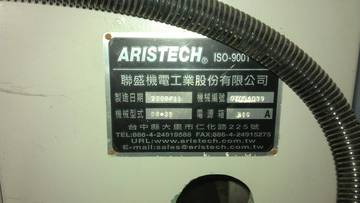 ARISTECH® ISO-9001
聯盛機電工業股份有限公司
製造日期 機械編號
機械型式 電源箱 A
台中縣大里市仁化路225號
TEL:886-4-24919588 FAX:886-4-24915275
URL:www.aristech.com.tw
E-mail:sales@aristech.com.tw